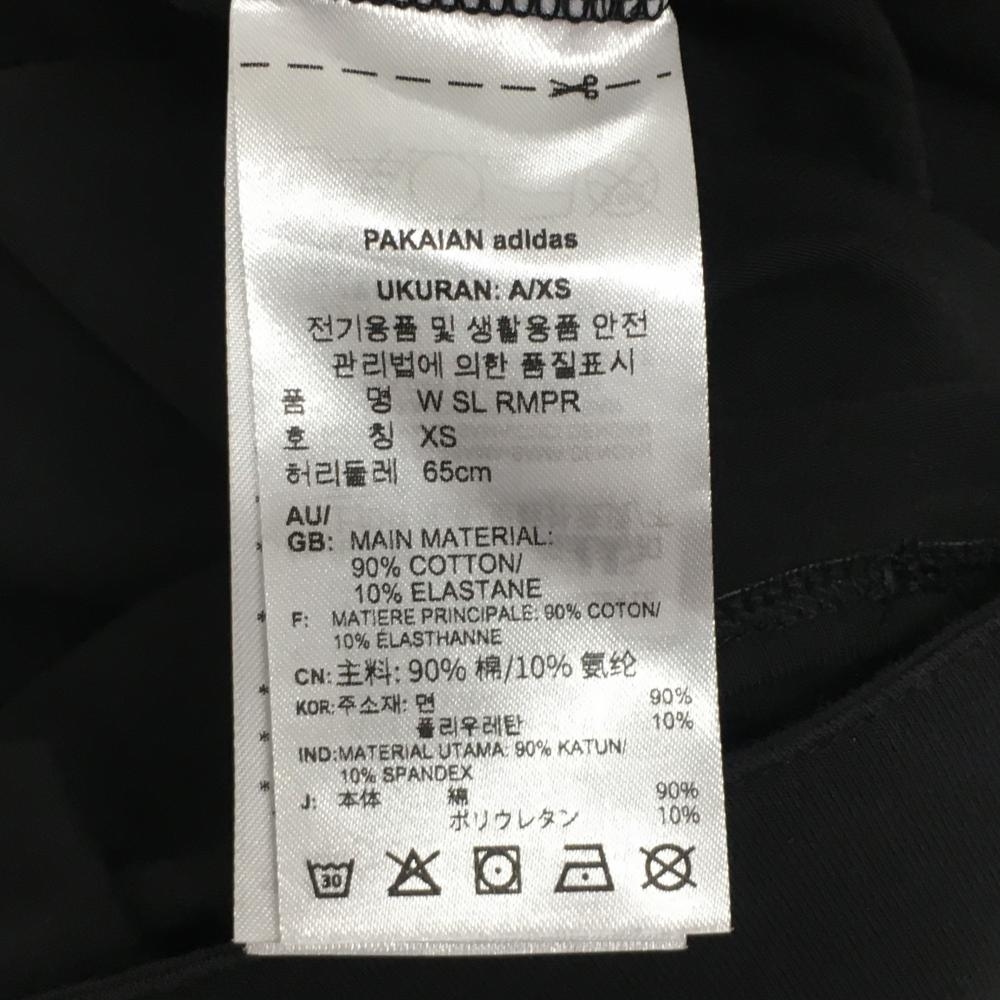 PAKAIAN adidas
UKURAN: A/XS
전기용품 및 생활용품 안전
관리법에 의한 품질표시
품 명 W SL RMPR
호 칭 XS
허리둘레 65cm
AU/
GB: MAIN MATERIAL:
90% COTTON/
10% ELASTANE
F: MATIERE PRINCIPALE: 90% COTON/
10% ÉLASTHANNE
CN: 主料: 90% 棉/10% 氨纶
KOR: 주소재: 면 90%
폴리우레탄 10%
IND: MATERIAL UTAMA: 90% KATUN/
10% SPANDEX
J: 本体 綿 90%
ポリウレタン 10%
30